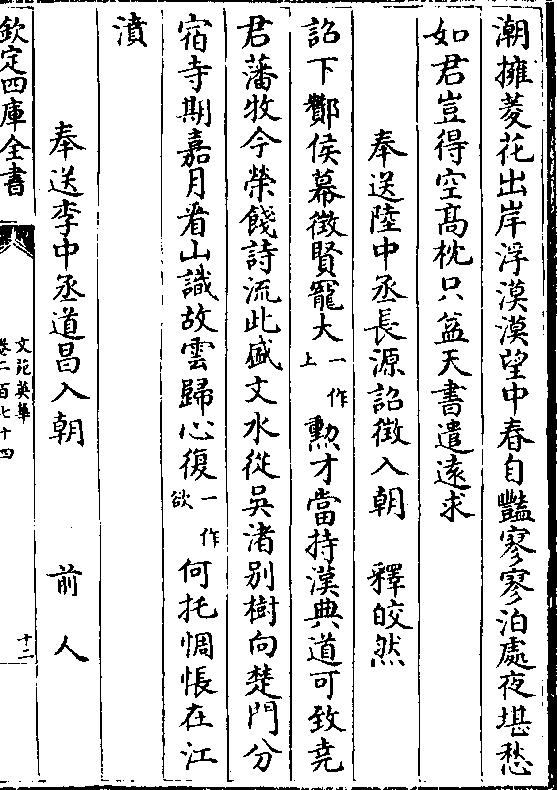 潮擁菱花出岸浮漠漠望中春自豔寥寥泊處夜堪愁
如君豈得空高枕只益天書遣遠求
奉送陸中丞長源詔徵入朝　釋皎然
詔下酇侯幕徵賢寵大一作上勲才當持漢典道可致堯
君藩牧今榮餞詩流此盛文水從吳渚别樹向楚門分
宿寺期嘉月看山識故雲歸心復一作欲何托惆悵在江
濆
奉送李中丞道昌入朝　前人
欽定四庫全書
文苑英華
卷二百七十四
十二